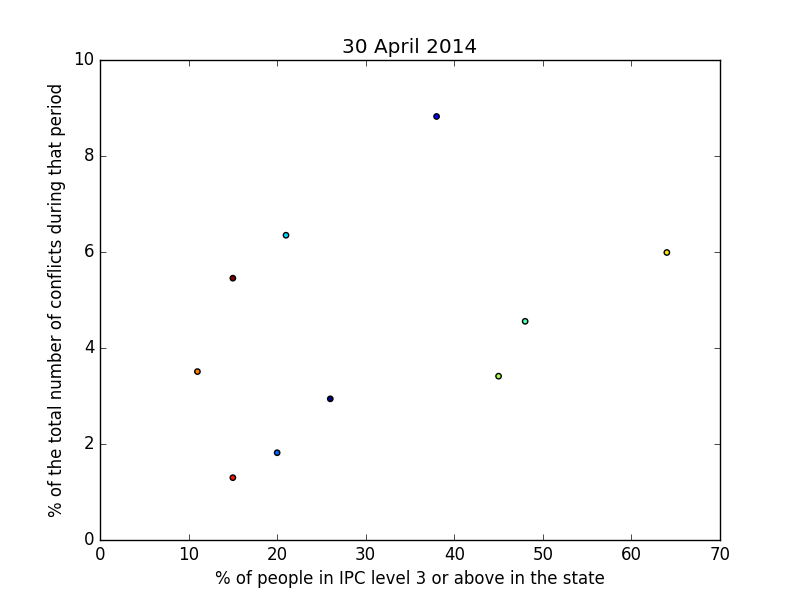 30 April 2014
% of the total number of conflicts during that period
10
8
6
4
2
0
0 10 20 30 40 50 60 70
% of people in IPC level 3 or above in the state